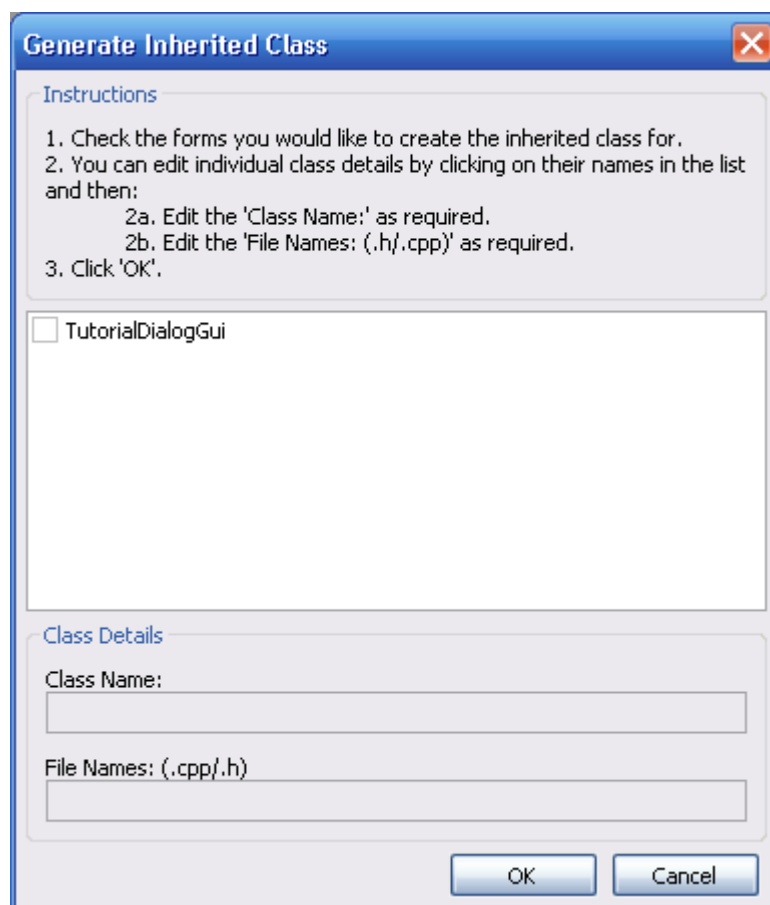 Generate Inherited Class
Instructions
1. Check the forms you would like to create the inherited class for.
2. You can edit individual class details by clicking on their names in the list
and then:
2a. Edit the 'Class Name:' as required.
2b. Edit the 'File Names: (.h/.cpp)' as required.
3. Click 'OK'.
TutorialDialogGui
Class Details
Class Name:
File Names: (.cpp/.h)
OK
Cancel